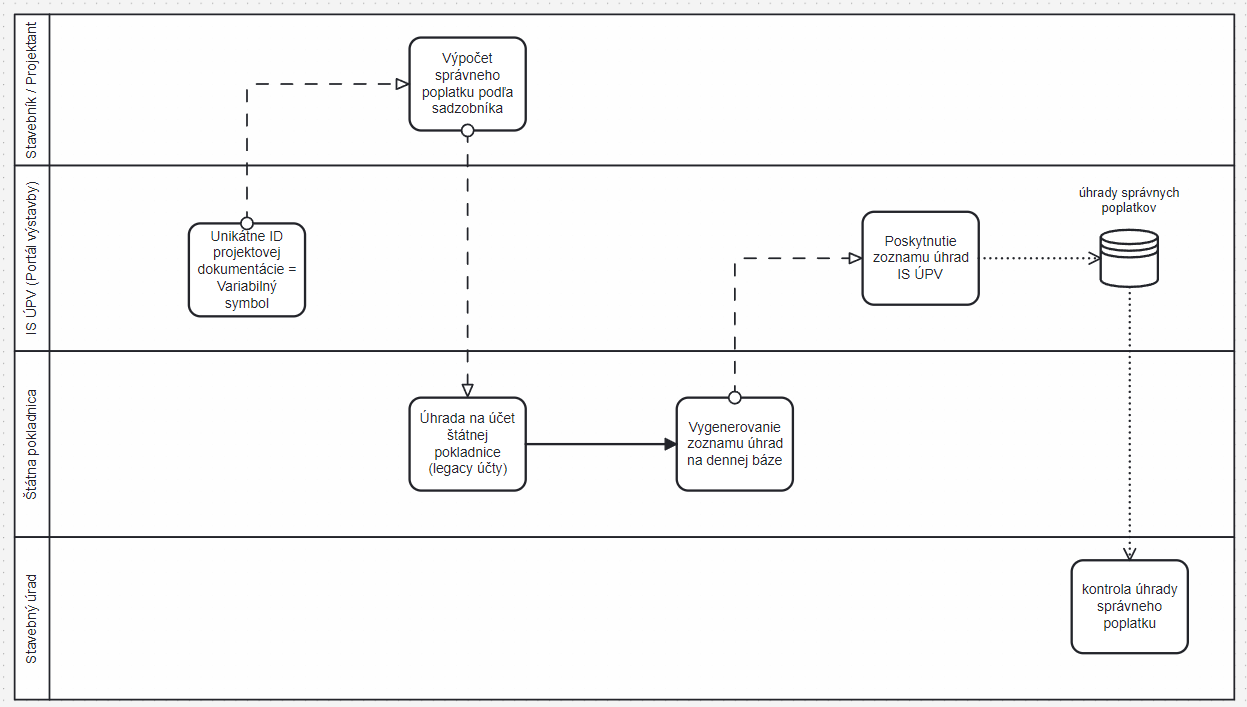 Stavebník / Projektant
Výpočet
správneho
poplatku podľa
sadzobníka
IS ÚPV (Portál výstavby)
Unikátne ID
projektovej
dokumentácie =
Variabilný
symbol
Poskytnutie
zoznamu úhrad
IS ÚPV
úhrady správnych
poplatkov
Štátna pokladnica
Úhrada na účet
štátnej
pokladnice
(legacy účty)
Vygenerovanie
zoznamu úhrad
na dennej báze
Stavebný úrad
kontrola úhrady
správneho
poplatku